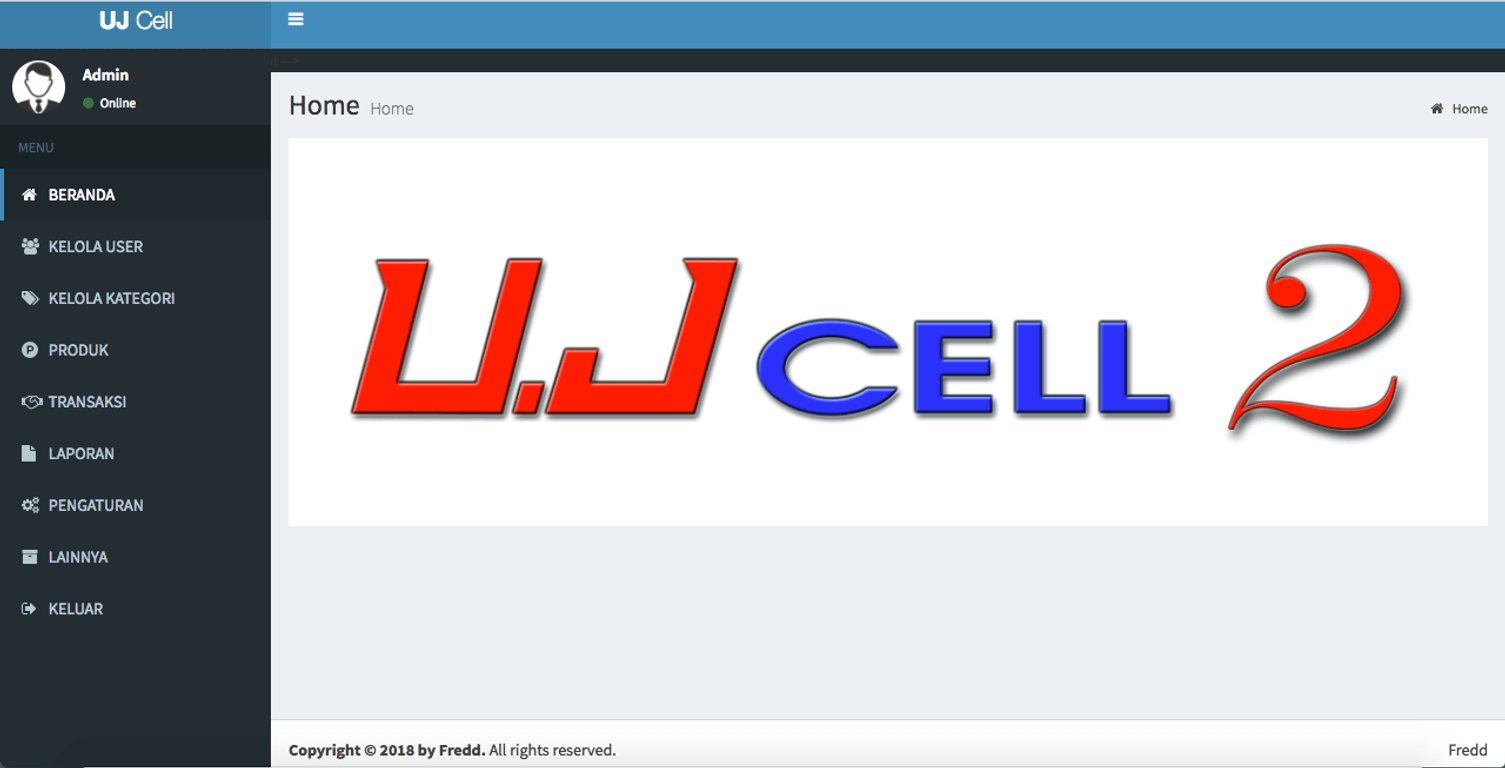 UJ Cell
Admin
Online
MENU
BERANDA
KELOLA USER
KELOLA KATEGORI
PRODUK
TRANSAKSI
LAPORAN
PENGATURAN
LAINNYA
KELUAR
Home Home
Home
U.J CELL 2
Copyright © 2018 by Fredd. All rights reserved.
Fredd